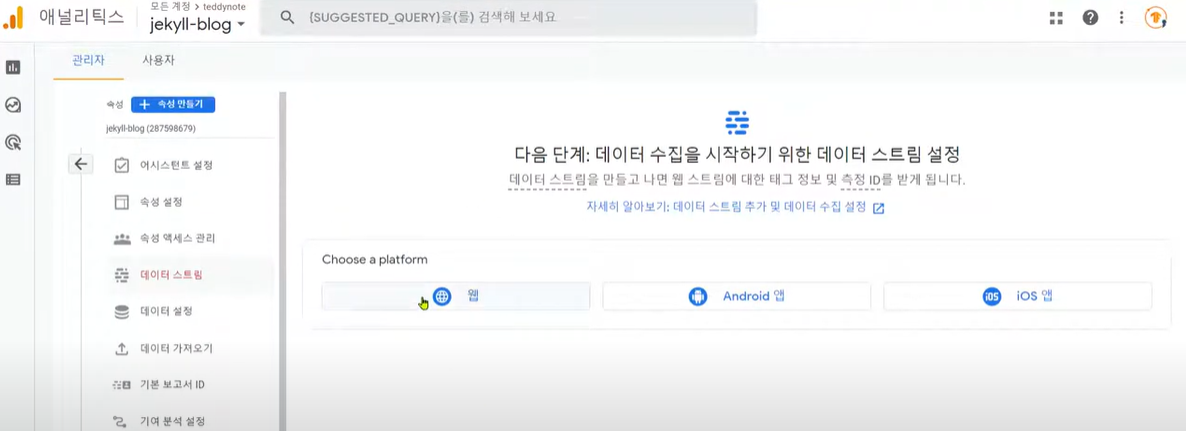 애널리틱스
모든 계정 > teddynote
jekyll-blog
{SUGGESTED_QUERY}을(를) 검색해 보세요
관리자
사용자
속성
+ 속성 만들기
jekyll-blog (287598679)
어시스턴트 설정
속성 설정
속성 액세스 관리
데이터 스트림
데이터 설정
데이터 가져오기
기본 보고서 ID
기여 분석 설정
다음 단계: 데이터 수집을 시작하기 위한 데이터 스트림 설정
데이터 스트림을 만들고 나면 웹 스트림에 대한 태그 정보 및 측정 ID를 받게 됩니다.
자세히 알아보기: 데이터 스트림 추가 및 데이터 수집 설정
Choose a platform
웹
Android 앱
iOS
iOS 앱